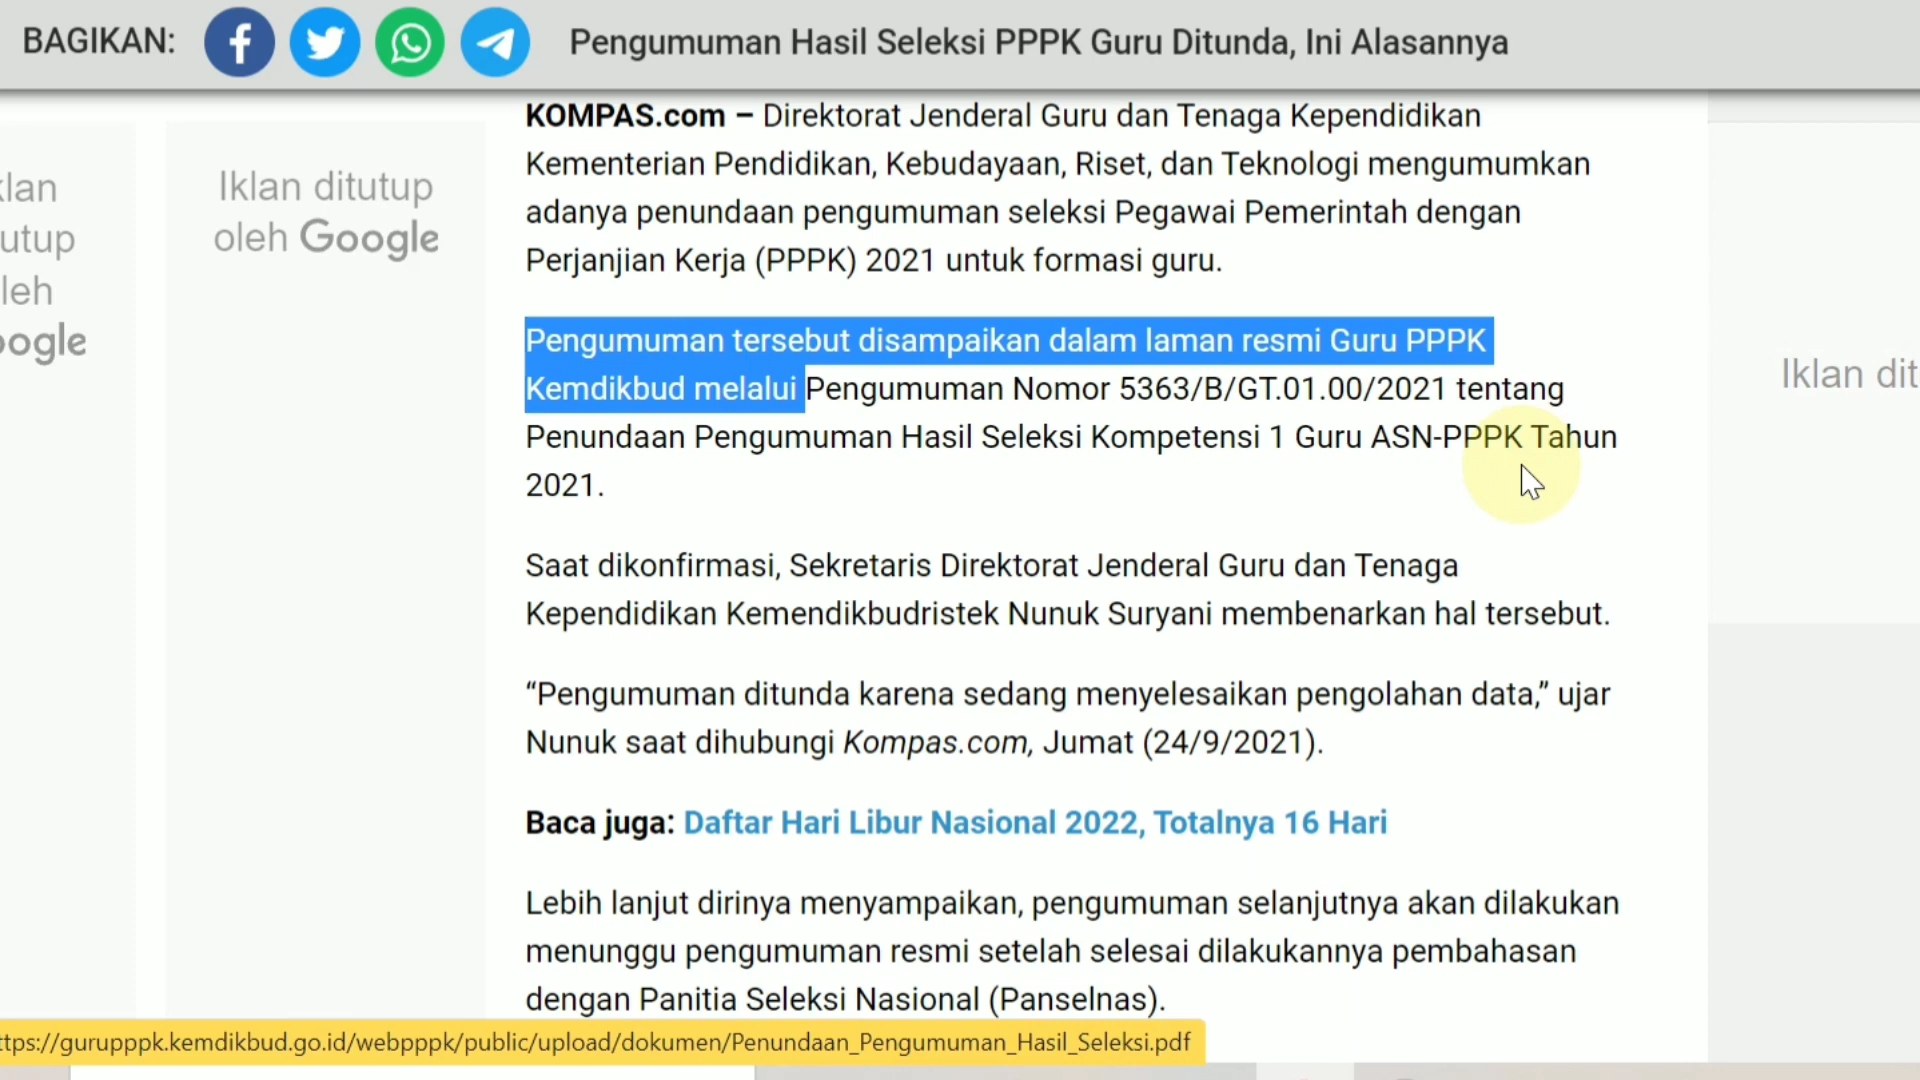 BAGIKAN:
Pengumuman Hasil Seleksi PPPK Guru Ditunda, Ini Alasannya
klan
utup
leh
oogle
Iklan ditutup
oleh Google
KOMPAS.com – Direktorat Jenderal Guru dan Tenaga Kependidikan
Kementerian Pendidikan, Kebudayaan, Riset, dan Teknologi mengumumkan
adanya penundaan pengumuman seleksi Pegawai Pemerintah dengan
Perjanjian Kerja (PPPK) 2021 untuk formasi guru.
Pengumuman tersebut disampaikan dalam laman resmi Guru PPPK
Kemdikbud melalui Pengumuman Nomor 5363/B/GT.01.00/2021 tentang
Penundaan Pengumuman Hasil Seleksi Kompetensi 1 Guru ASN-PPPK Tahun
2021.
Saat dikonfirmasi, Sekretaris Direktorat Jenderal Guru dan Tenaga
Kependidikan Kemendikbudristek Nunuk Suryani membenarkan hal tersebut.
“Pengumuman ditunda karena sedang menyelesaikan pengolahan data,” ujar
Nunuk saat dihubungi Kompas.com, Jumat (24/9/2021).
Baca juga: Daftar Hari Libur Nasional 2022, Totalnya 16 Hari
Lebih lanjut dirinya menyampaikan, pengumuman selanjutnya akan dilakukan
menunggu pengumuman resmi setelah selesai dilakukannya pembahasan
dengan Panitia Seleksi Nasional (Panselnas).
Iklan dit
ttps://gurupppk.kemdikbud.go.id/webpppk/public/upload/dokumen/Penundaan_Pengumuman_Hasil_Seleksi.pdf